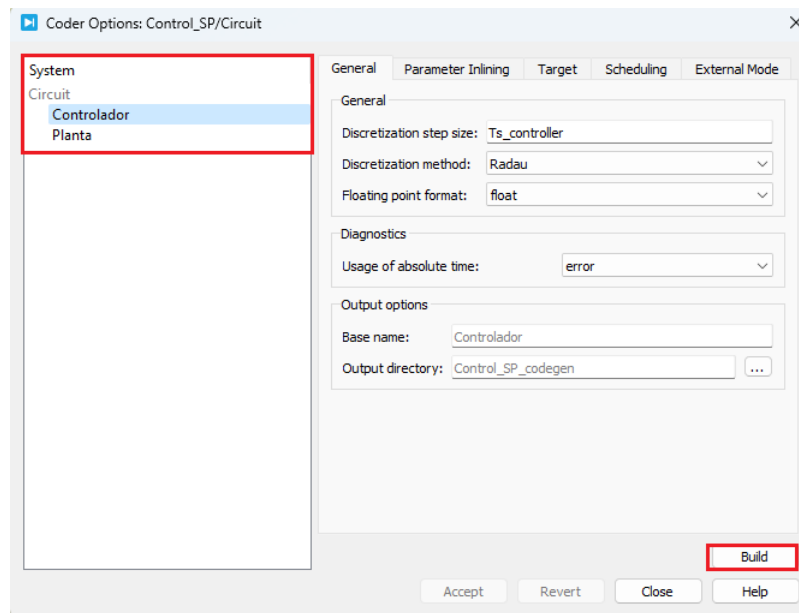 Coder Options: Control_SP/Circuit
System
Circuit
Controlador
Planta
General Parameter Inlining Target Scheduling External Mode
General
Discretization step size: Ts_controller
Discretization method: Radau
Floating point format: float
Diagnostics
Usage of absolute time: error
Output options
Base name: Controlador
Output directory: Control_SP_codegen ...
Build
Accept Revert Close Help